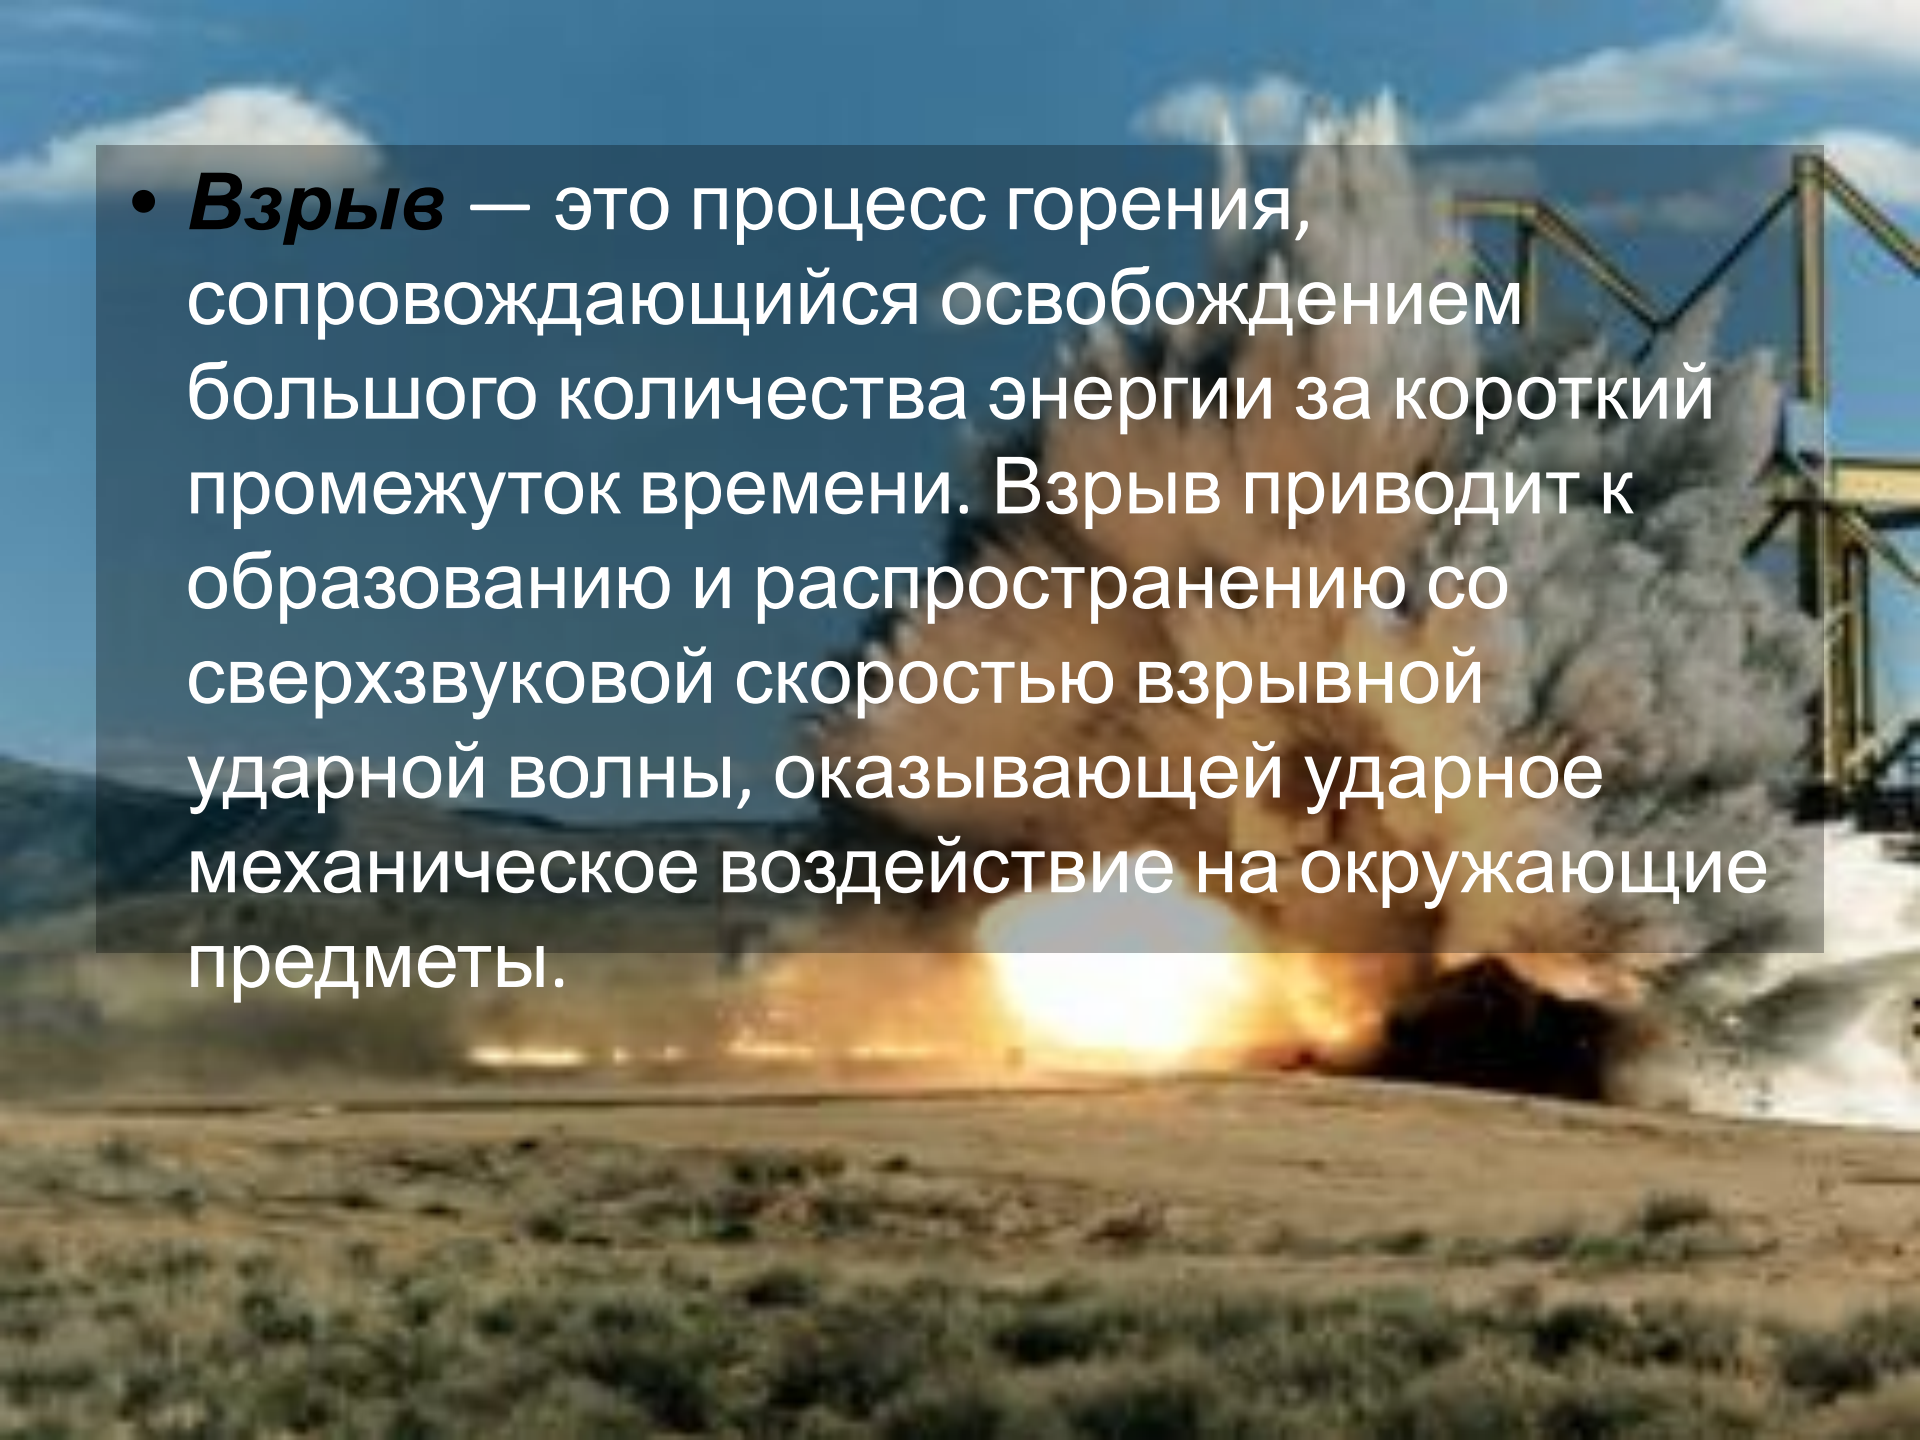 • Взрыв — это процесс горения,
сопровождающийся освобождением
большого количества энергии за короткий
промежуток времени. Взрыв приводит к
образованию и распространению со
сверхзвуковой скоростью взрывной
ударной волны, оказывающей ударное
механическое воздействие на окружающие
предметы.